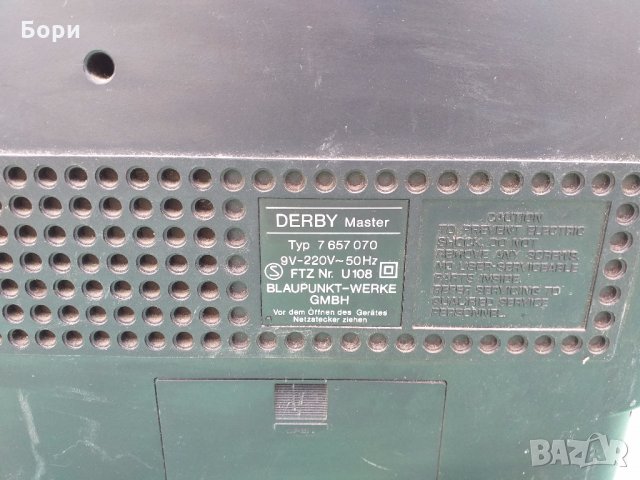 Бори
DERBY Master
Typ 7 657 070
9V-220V~50Hz
S FTZ Nr. U 108
BLAUPUNKT-WERKE
GMBH
Vor dem Öffnen des Gerätes
Netzstecker ziehen
CAUTION
TO PREVENT ELECTRIC
SHOCK, DO NOT
REMOVE ANY SCREWS.
NO USER-SERVICEABLE
PARTS INSIDE.
REFER SERVICING TO
QUALIFIED SERVICE
PERSONNEL.
BAZAR